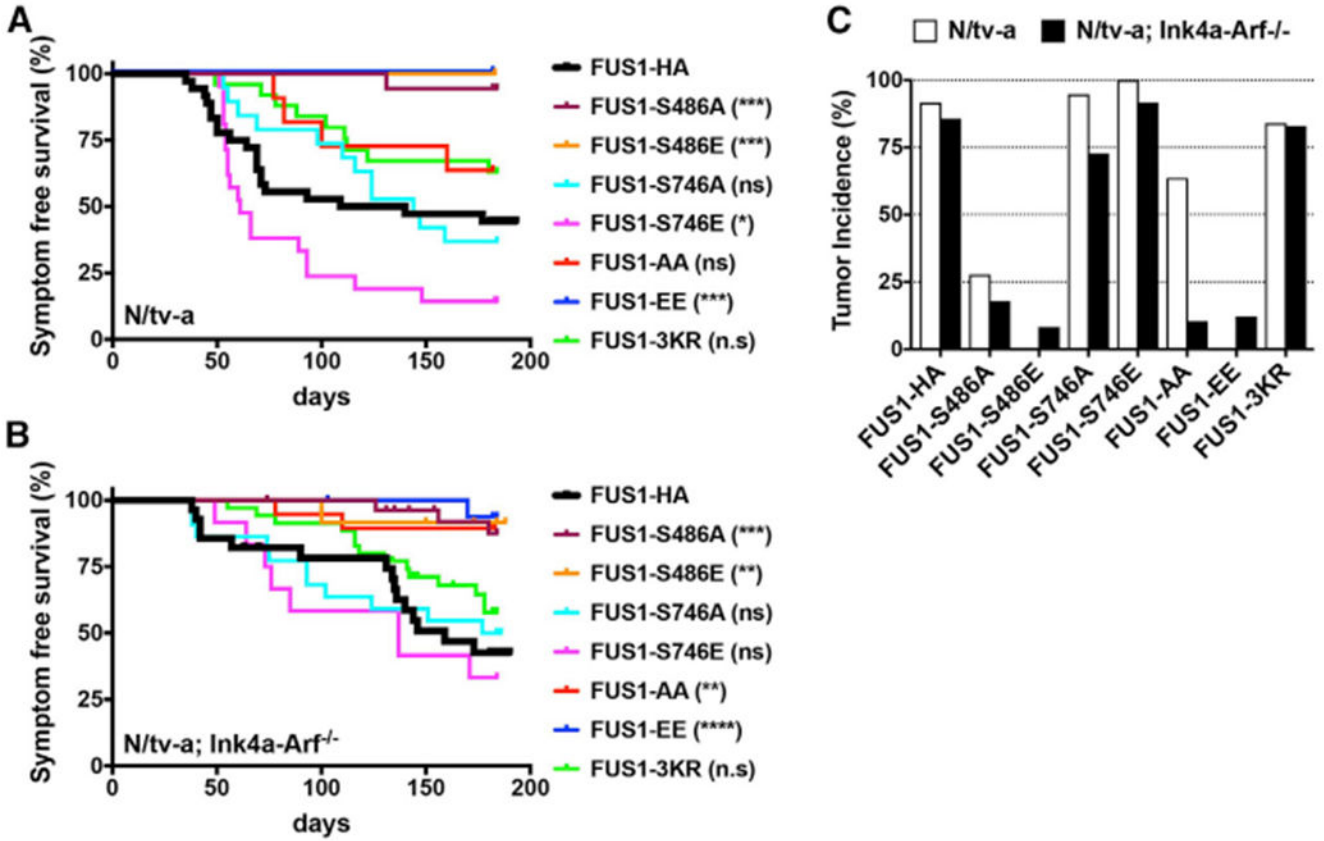 A
Symptom free survival (%)
100
75
50
25
0
N/tv-a
0 50 100 150 200
days
FUS1-HA
FUS1-S486A (***)
FUS1-S486E (***)
FUS1-S746A (ns)
FUS1-S746E (*)
FUS1-AA (ns)
FUS1-EE (***)
FUS1-3KR (n.s)
B
Symptom free survival (%)
100
75
50
25
0
N/tv-a; Ink4a-Arf-/-
0 50 100 150 200
days
FUS1-HA
FUS1-S486A (***)
FUS1-S486E (**)
FUS1-S746A (ns)
FUS1-S746E (ns)
FUS1-AA (**)
FUS1-EE (****)
FUS1-3KR (n.s)
C
N/tv-a N/tv-a; Ink4a-Arf-/-
Tumor Incidence (%)
100
75
50
25
0
FUS1-HA
FUS1-S486A
FUS1-S486E
FUS1-S746A
FUS1-S746E
FUS1-AA
FUS1-EE
FUS1-3KR